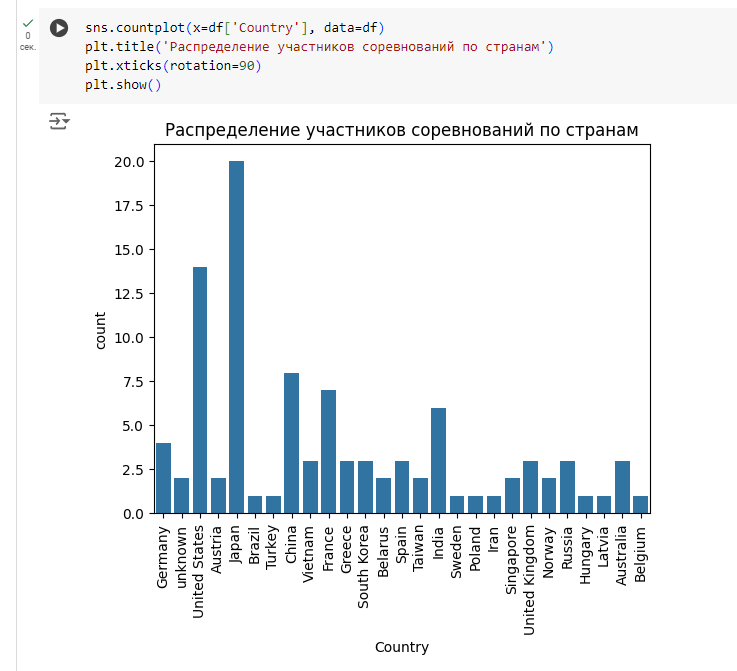 sns.countplot(x=df['Country'], data=df)
plt.title('Распределение участников соревнований по странам')
plt.xticks(rotation=90)
plt.show()
0
сек.
Распределение участников соревнований по странам
20.0
17.5
15.0
12.5
10.0
7.5
5.0
2.5
0.0
count
Germany
unknown
United States
Austria
Japan
Brazil
Turkey
China
Vietnam
France
Greece
South Korea
Belarus
Spain
Taiwan
India
Sweden
Poland
Iran
Singapore
United Kingdom
Norway
Russia
Hungary
Latvia
Australia
Belgium
Country